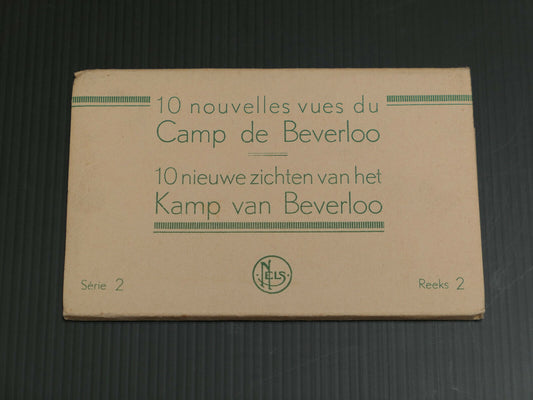 10 nouvelles vues du
Camp de Beverloo
10 nieuwe zichten van het
Kamp van Beverloo
NELS
Série 2
Reeks 2